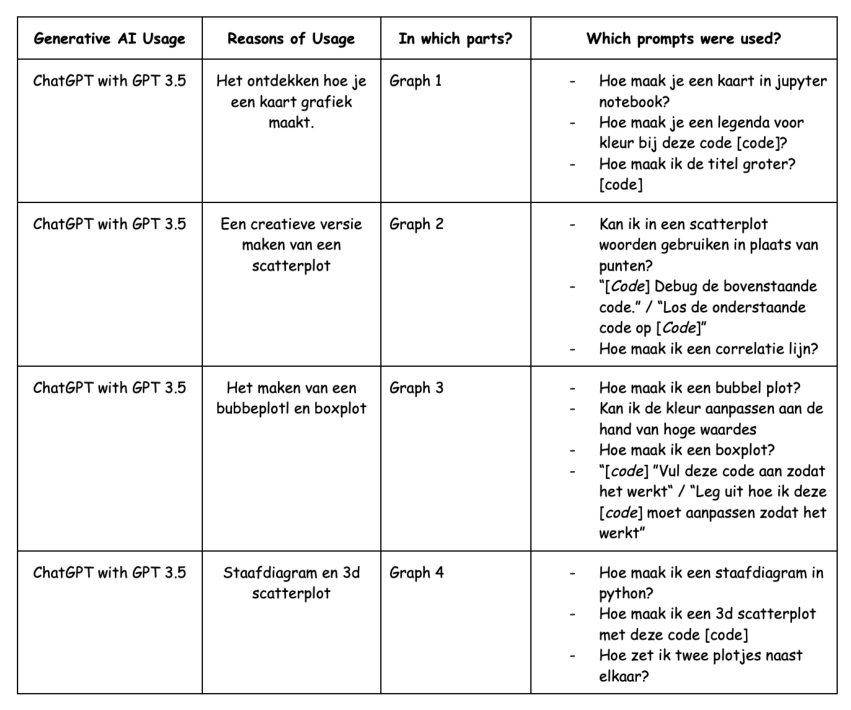 Generative AI Usage
Reasons of Usage
In which parts?
Which prompts were used?
ChatGPT with GPT 3.5
Het ontdekken hoe je
een kaart grafiek
maakt.
Graph 1
- Hoe maak je een kaart in jupyter
notebook?
- Hoe maak je een legenda voor
kleur bij deze code [code]?
- Hoe maak ik de titel groter?
[code]
ChatGPT with GPT 3.5
Een creatieve versie
maken van een
scatterplot
Graph 2
- Kan ik in een scatterplot
woorden gebruiken in plaats van
punten?
- "[Code] Debug de bovenstaande
code." / "Los de onderstaande
code op [Code]"
- Hoe maak ik een correlatie lijn?
ChatGPT with GPT 3.5
Het maken van een
bubbeplotl en boxplot
Graph 3
- Hoe maak ik een bubbel plot?
- Kan ik de kleur aanpassen aan de
hand van hoge waardes
- Hoe maak ik een boxplot?
- "[code] "Vul deze code aan zodat
het werkt" / "Leg uit hoe ik deze
[code] moet aanpassen zodat het
werkt"
ChatGPT with GPT 3.5
Staafdiagram en 3d
scatterplot
Graph 4
- Hoe maak ik een staafdiagram in
python?
- Hoe maak ik een 3d scatterplot
met deze code [code]
- Hoe zet ik twee plotjes naast
elkaar?